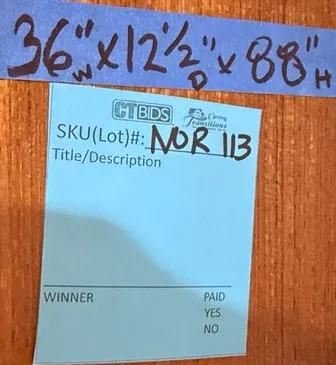 36"W x 12½"D x 88"H
CTBIDS Caring Transitions
SKU(Lot)#: NOR 113
Title/Description
WINNER PAID
YES
NO